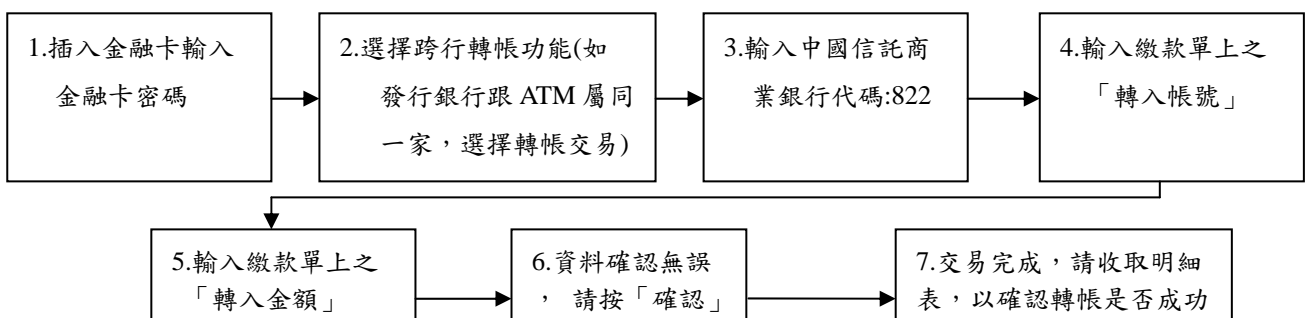 1.插入金融卡輸入
金融卡密碼
2.選擇跨行轉帳功能(如
發行銀行跟 ATM 屬同
一家，選擇轉帳交易)
3.輸入中國信託商
業銀行代碼:822
4.輸入繳款單上之
「轉入帳號」
5.輸入繳款單上之
「轉入金額」
6.資料確認無誤
， 請按「確認」
7.交易完成，請收取明細
表，以確認轉帳是否成功